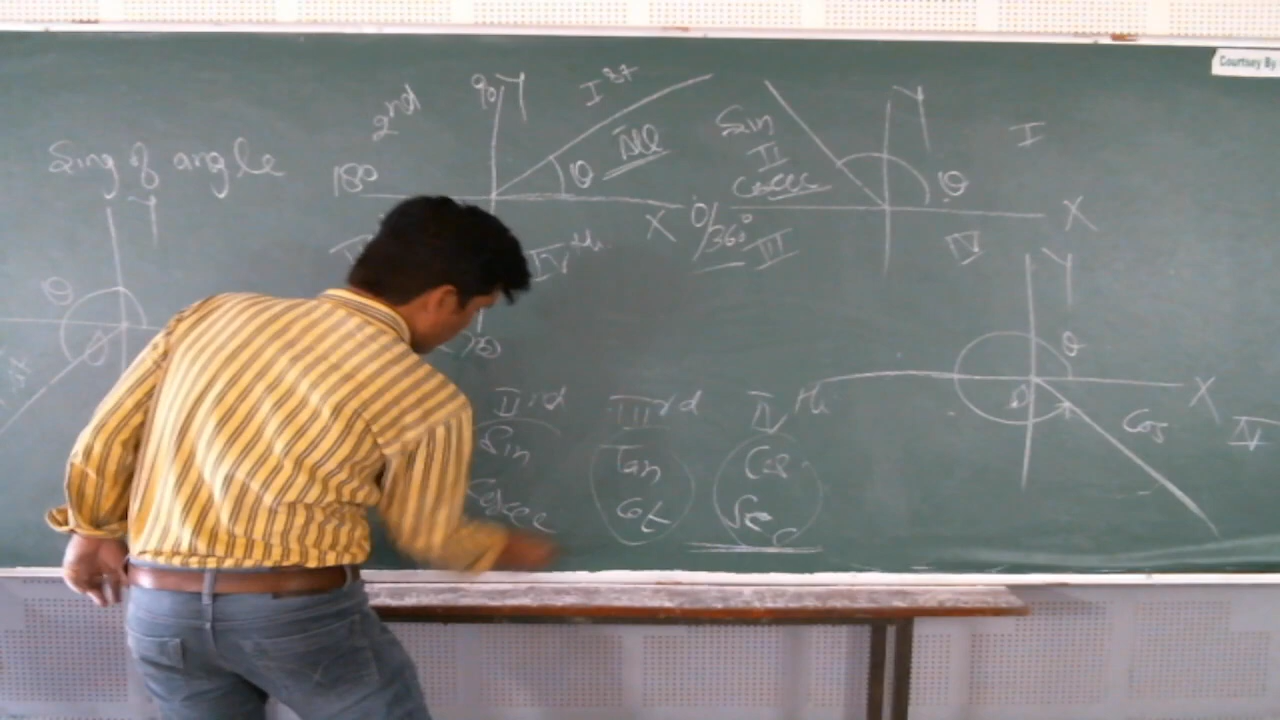 Courtsey By
Sing of angle
2nd
90
Y
Ist
180
θ
All
X
0/360°
IVth
Sin
II
Cosec
Y
I
θ
X
III
IV
Y
θ
Y
θ
X
Cos
IV
IInd
IIIrd
IVth
Sin
Tan
Cos
Cosec
Cot
Sec